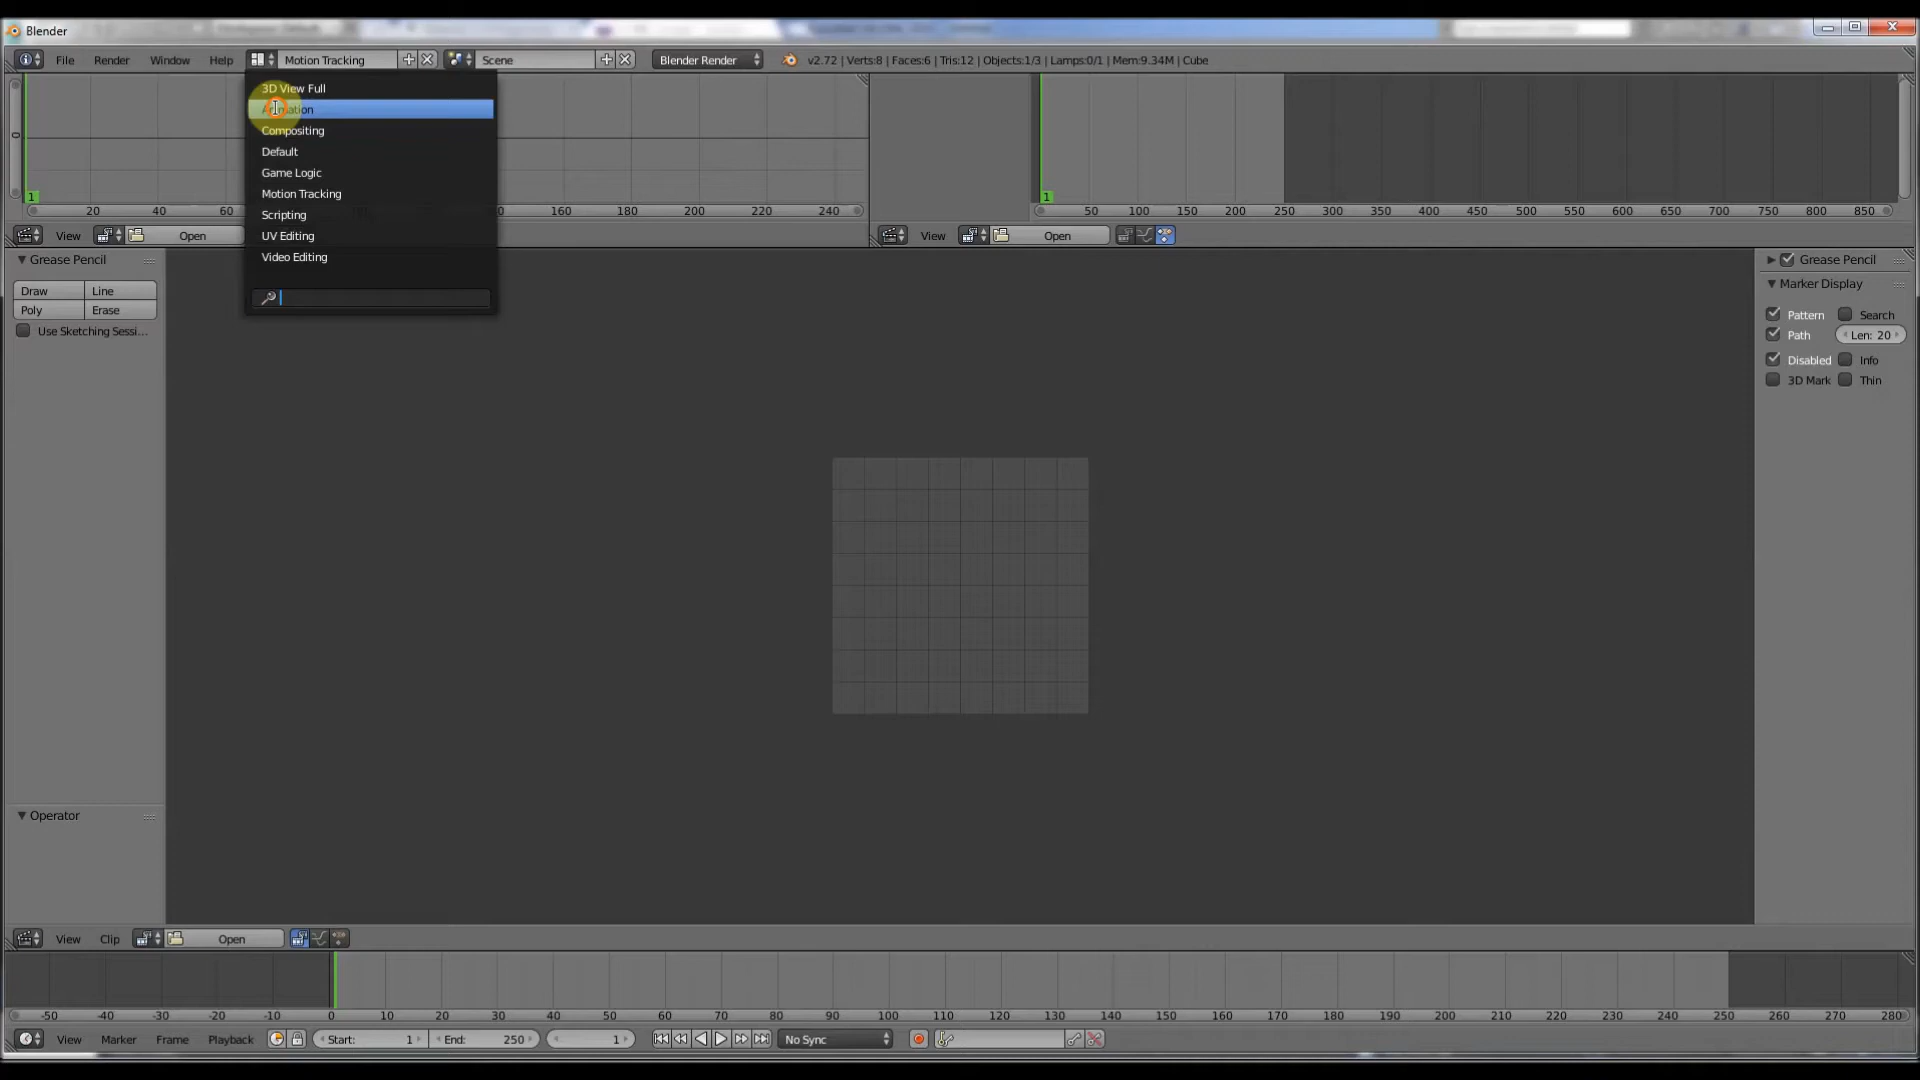 Blender
File Render Window Help Motion Tracking Scene Blender Render v2.72 | Verts:8 | Faces:6 | Tris:12 | Objects:1/3 | Lamps:0/1 | Mem:9.34M | Cube
3D View Full
Animation
Compositing
Default
Game Logic
Motion Tracking
Scripting
UV Editing
Video Editing
0
1
20 40 60 180 200 220 240
View Open
1
50 100 150 200 250 300 350 400 450 500 550 600 650 700 750 800 850
View Open
Grease Pencil
Draw Line
Poly Erase
Use Sketching Sessi...
Operator
Grease Pencil
Marker Display
Pattern Search
Path Len: 20
Disabled Info
3D Mark Thin
View Clip Open
-50 -40 -30 -20 -10 0 10 20 30 40 50 60 70 80 90 100 110 120 130 140 150 160 170 180 190 200 210 220 230 240 250 260 270 280
View Marker Frame Playback Start: 1 End: 250 1 No Sync